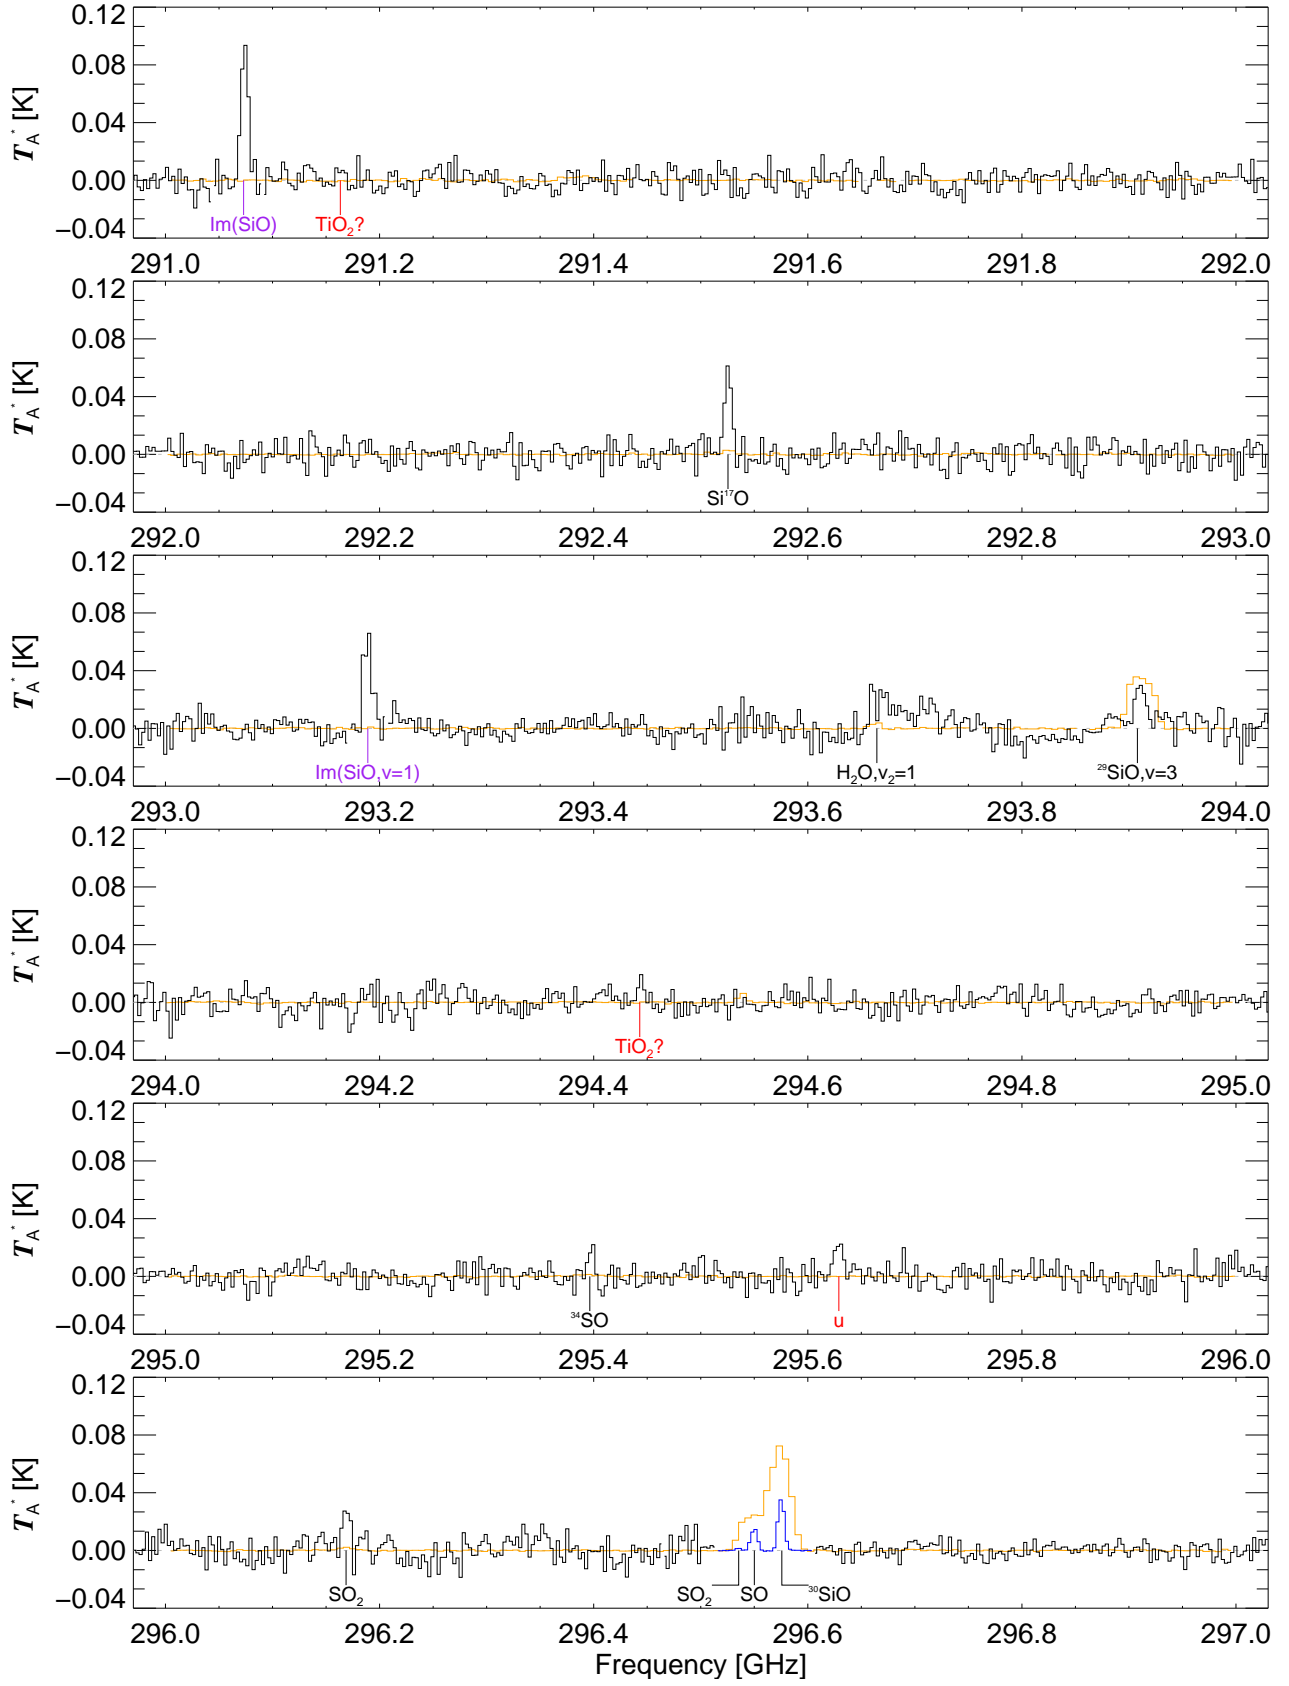 0.12
0.08
0.04
0.00
−0.04
T_A^* [K]
Im(SiO)
TiO₂?
291.0 291.2 291.4 291.6 291.8 292.0
0.12
0.08
0.04
0.00
−0.04
T_A^* [K]
Si¹⁷O
292.0 292.2 292.4 292.6 292.8 293.0
0.12
0.08
0.04
0.00
−0.04
T_A^* [K]
Im(SiO,v=1)
H₂O,v₂=1
²⁹SiO,v=3
293.0 293.2 293.4 293.6 293.8 294.0
0.12
0.08
0.04
0.00
−0.04
T_A^* [K]
TiO₂?
294.0 294.2 294.4 294.6 294.8 295.0
0.12
0.08
0.04
0.00
−0.04
T_A^* [K]
³⁴SO
u
295.0 295.2 295.4 295.6 295.8 296.0
0.12
0.08
0.04
0.00
−0.04
T_A^* [K]
SO₂
SO₂ SO ³⁰SiO
296.0 296.2 296.4 296.6 296.8 297.0
Frequency [GHz]